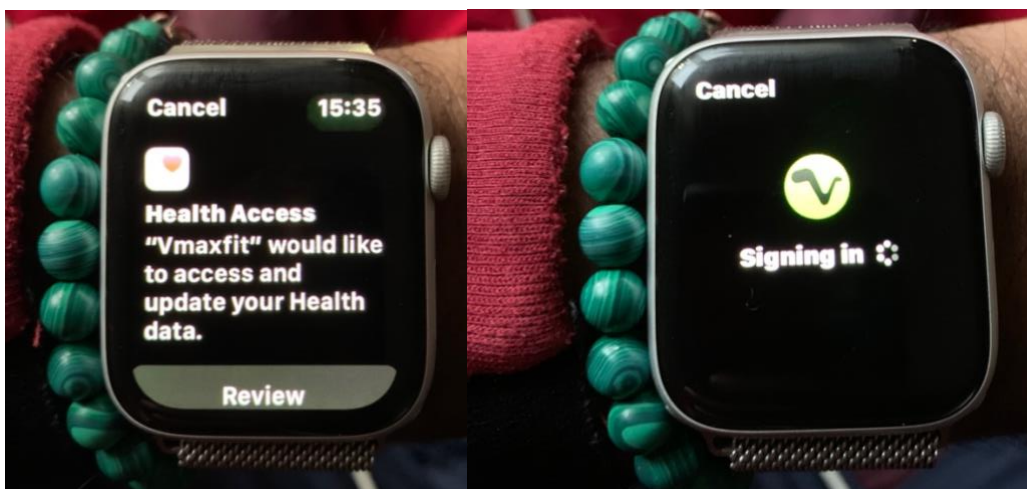 Cancel 15:35
Health Access
“Vmaxfit” would like
to access and
update your Health
data.
Review
Cancel
Signing in